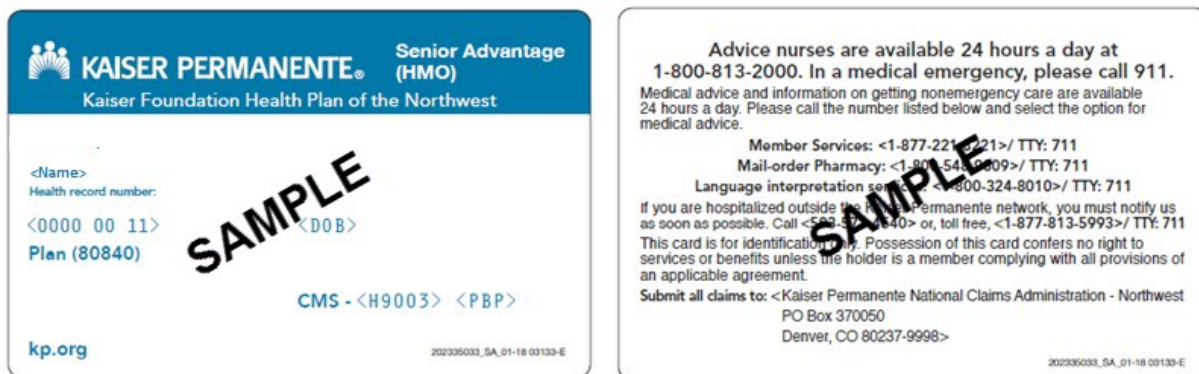 KAISER PERMANENTE®
Senior Advantage
(HMO)
Kaiser Foundation Health Plan of the Northwest
<Name>
Health record number:
<0000 00 11>
<DOB>
Plan (80840)
SAMPLE
CMS - <H9003> <PBP>
kp.org
202335033_SA_01-18 03133-E
Advice nurses are available 24 hours a day at
1-800-813-2000. In a medical emergency, please call 911.
Medical advice and information on getting nonemergency care are available
24 hours a day. Please call the number listed below and select the option for
medical advice.
Member Services: / TTY: 711
Mail-order Pharmacy: / TTY: 711
Language interpretation <1-800-324-8010>/ TTY: 711
SAMPLE
If you are hospitalized outside the Permanente network, you must notify us
as soon as possible. Call or, toll free, <1-877-813-5993>/ TTY: 711
This card is for identification only. Possession of this card confers no right to
services or benefits unless the holder is a member complying with all provisions of
an applicable agreement.
Submit all claims to: <Kaiser Permanente National Claims Administration - Northwest
PO Box 370050
Denver, CO 80237-9998>
202335033_SA_01-18 03133-E